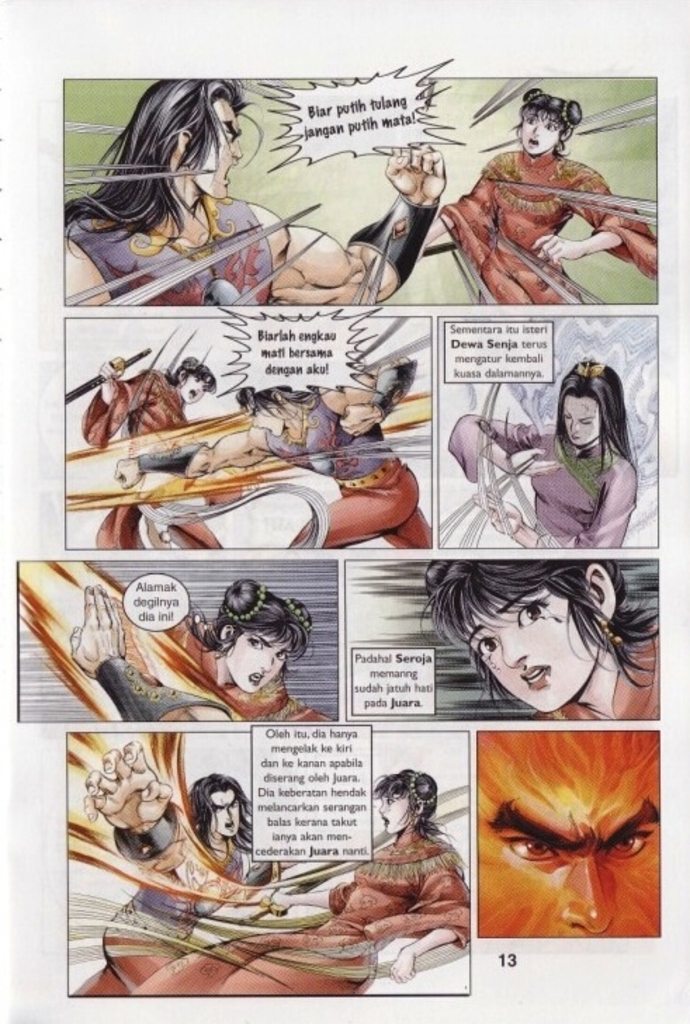 Biar putih tulang
jangan putih mata!
Biarlah engkau
mati bersama
dengan aku!
Sementara itu isteri
Dewa Senja terus
mengatur kembali
kuasa dalamannya.
Alamak
degilnya
dia ini!
Padahal Seroja
memanng
sudah jatuh hati
pada Juara.
Oleh itu, dia hanya
mengelak ke kiri
dan ke kanan apabila
diserang oleh Juara.
Dia keberatan hendak
melancarkan serangan
balas kerana takut
ianya akan men-
cederakan Juara nanti.
13